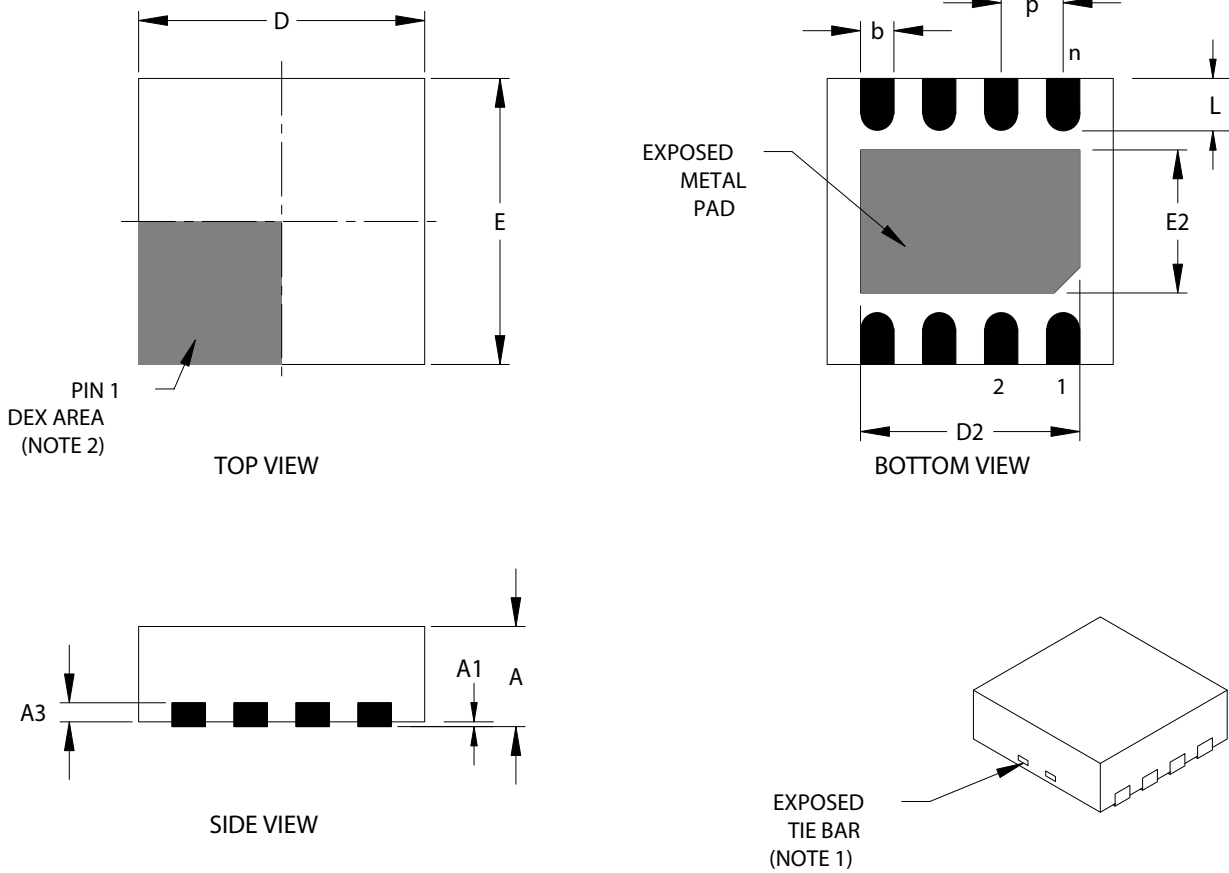 D
E
PIN 1
DEX AREA
(NOTE 2)
TOP VIEW
p
b
n
L
EXPOSED
METAL
PAD
E2
2
1
D2
BOTTOM VIEW
A1
A
A3
SIDE VIEW
EXPOSED
TIE BAR
(NOTE 1)